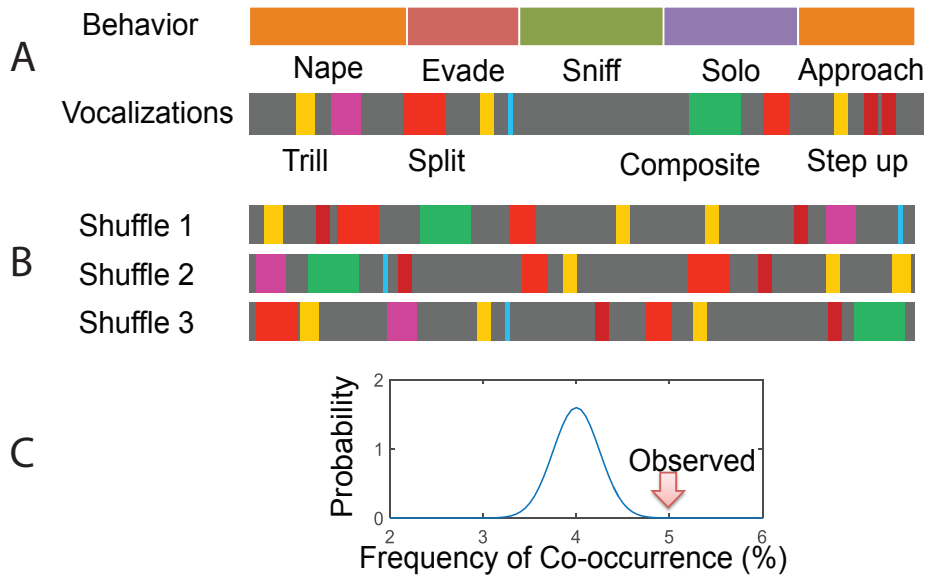 A
Behavior
Nape Evade Sniff Solo Approach
Vocalizations
Trill Split Composite Step up
B
Shuffle 1
Shuffle 2
Shuffle 3
C
Probability
2
1
0
Observed
2 3 4 5 6
Frequency of Co-occurrence (%)